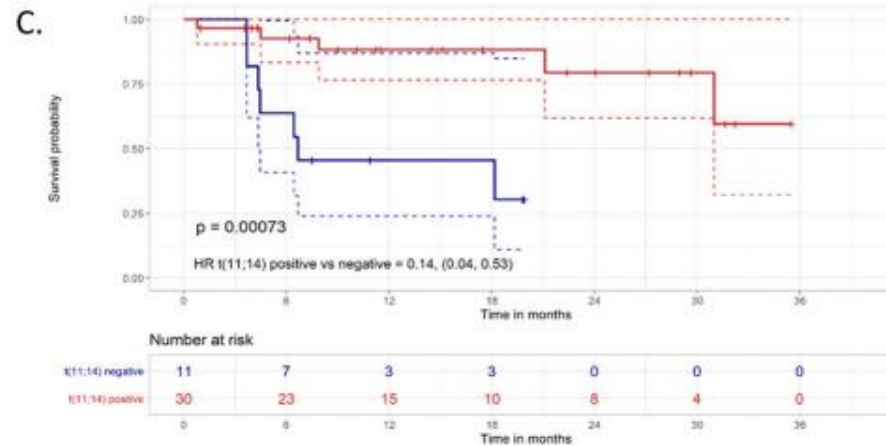 C.
1.00
0.75
0.50
0.25
0.00
Survival probability
p = 0.00073
HR t(11;14) positive vs negative = 0.14, (0.04, 0.53)
0 6 12 18 24 30 36
Time in months
Number at risk
t(11;14) negative 11 7 3 3 0 0 0
t(11;14) positive 30 23 15 10 8 4 0
0 6 12 18 24 30 36
Time in months